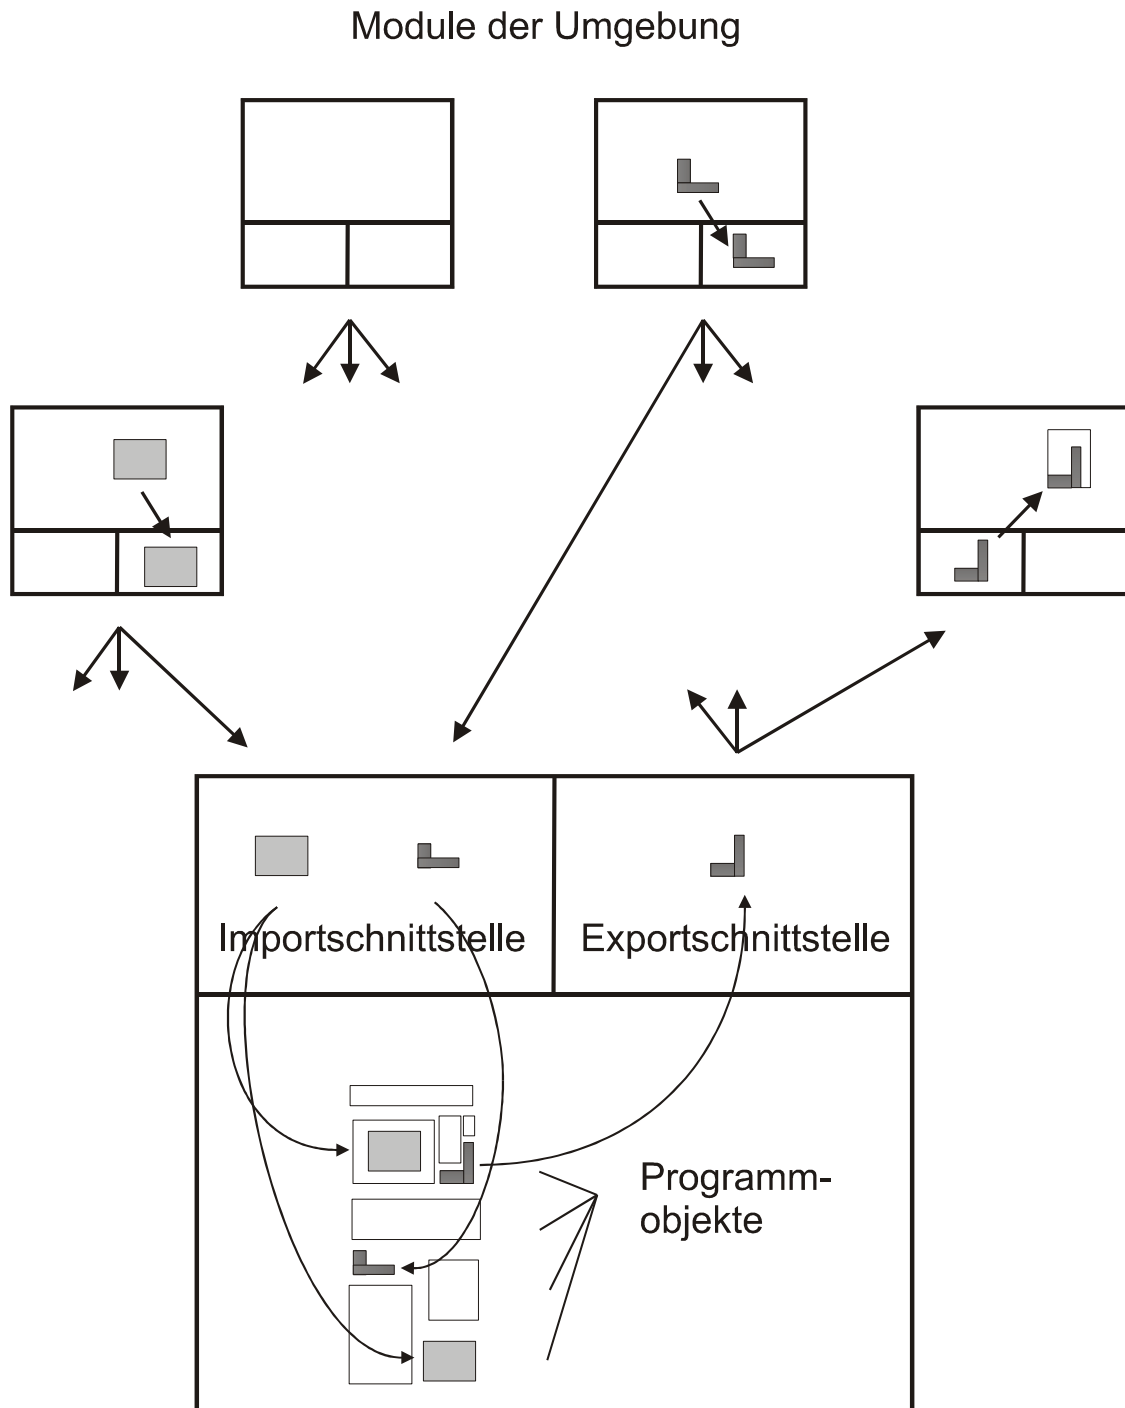 Module der Umgebung
Importschnittstelle
Exportschnittstelle
Programm-
objekte